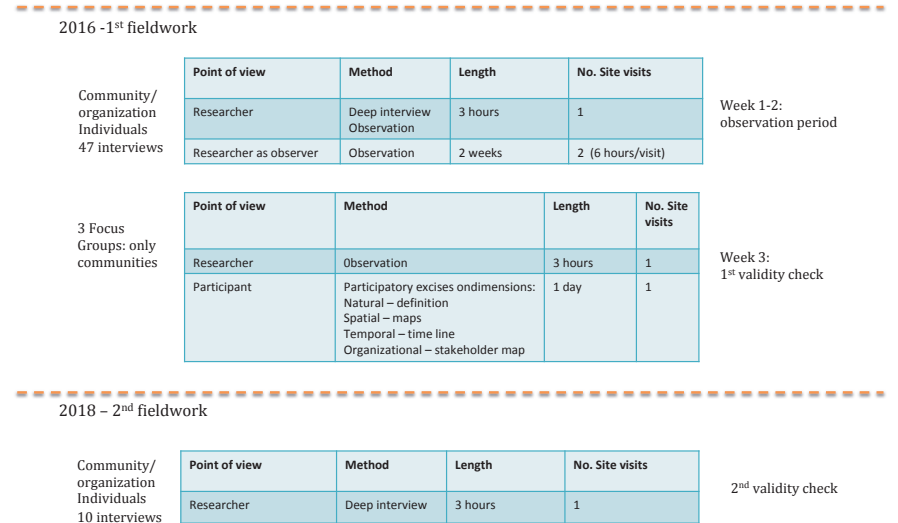 2016 -1st fieldwork
Community/
organization
Individuals
47 interviews
Point of view Method Length No. Site visits
Researcher Deep interview 3 hours 1
Observation
Researcher as observer Observation 2 weeks 2 (6 hours/visit)
Week 1-2:
observation period
3 Focus
Groups: only
communities
Point of view Method Length No. Site
visits
Researcher 0bservation 3 hours 1
Participant Participatory excises ondimensions: 1 day 1
Natural – definition
Spatial – maps
Temporal – time line
Organizational – stakeholder map
Week 3:
1st validity check
2018 – 2nd fieldwork
Community/
organization
Individuals
10 interviews
Point of view Method Length No. Site visits
Researcher Deep interview 3 hours 1
2nd validity check